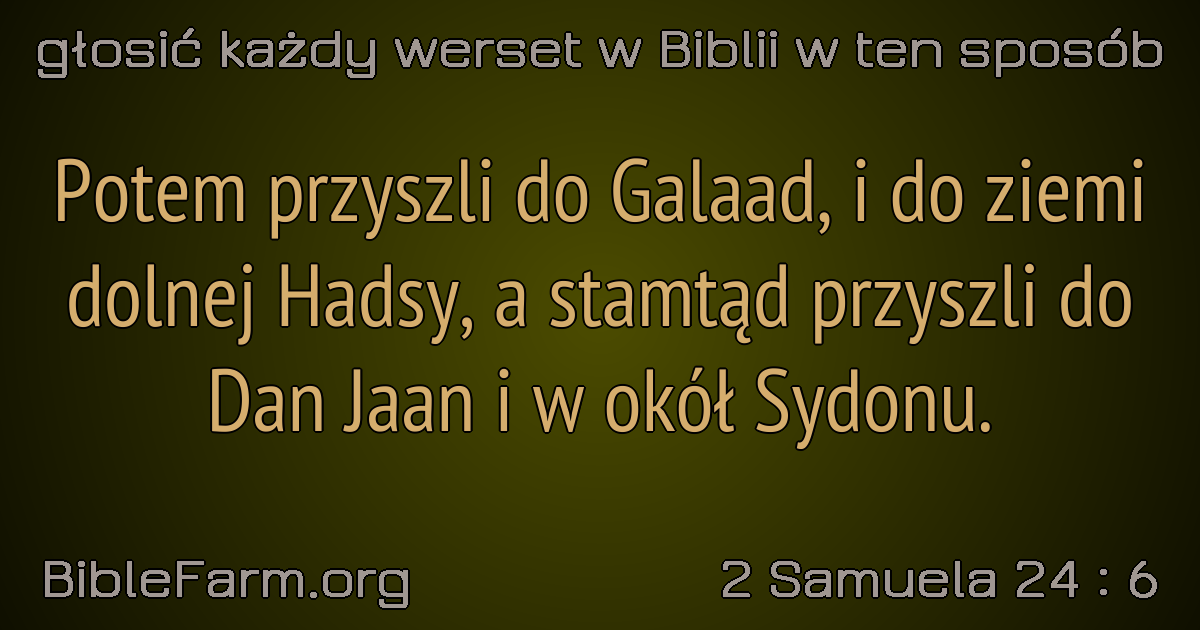 głosić każdy werset w Biblii w ten sposób
Potem przyszli do Galaad, i do ziemi
dolnej Hadsy, a stamtąd przyszli do
Dan Jaan i w okół Sydonu.
BibleFarm.org
2 Samuela 24 : 6